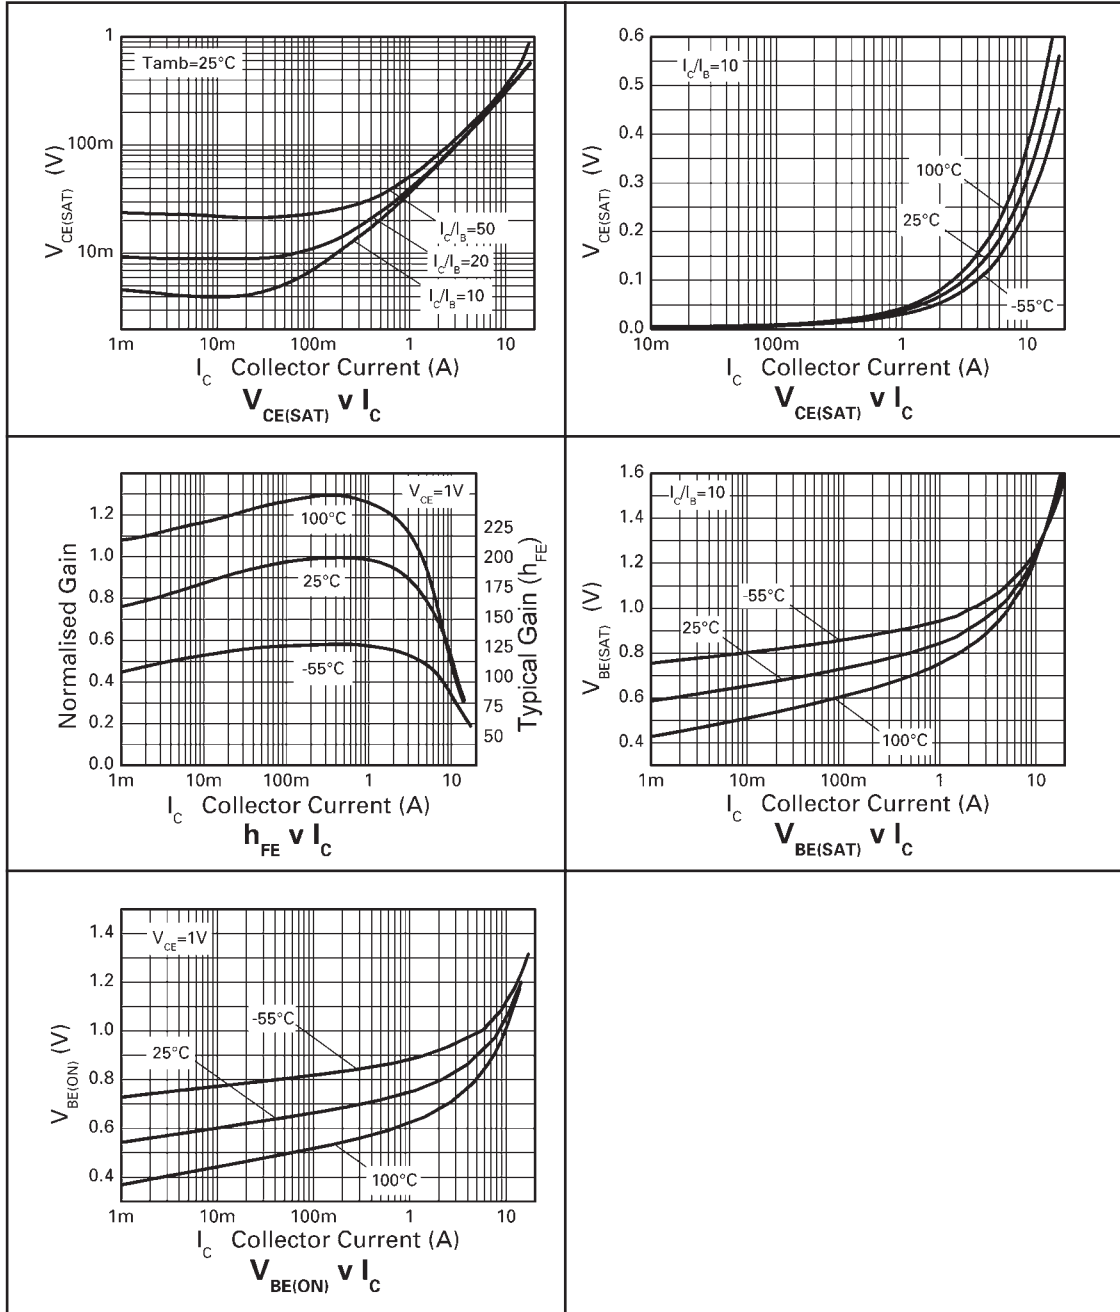 1
100m
10m
V_CE(SAT) (V)
Tamb=25°C
I_C/I_B=50
I_C/I_B=20
I_C/I_B=10
1m 10m 100m 1 10
I_C Collector Current (A)
V_CE(SAT) v I_C
0.6
0.5
0.4
0.3
0.2
0.1
0.0
V_CE(SAT) (V)
I_C/I_B=10
100°C
25°C
-55°C
10m 100m 1 10
I_C Collector Current (A)
V_CE(SAT) v I_C
1.2
1.0
0.8
0.6
0.4
0.2
0.0
Normalised Gain
V_CE=1V
100°C
25°C
-55°C
225
200
175
150
125
100
75
50
Typical Gain (h_FE)
1m 10m 100m 1 10
I_C Collector Current (A)
h_FE v I_C
1.6
1.4
1.2
1.0
0.8
0.6
0.4
V_BE(SAT) (V)
I_C/I_B=10
-55°C
25°C
100°C
1m 10m 100m 1 10
I_C Collector Current (A)
V_BE(SAT) v I_C
1.4
1.2
1.0
0.8
0.6
0.4
V_BE(ON) (V)
V_CE=1V
-55°C
25°C
100°C
1m 10m 100m 1 10
I_C Collector Current (A)
V_BE(ON) v I_C